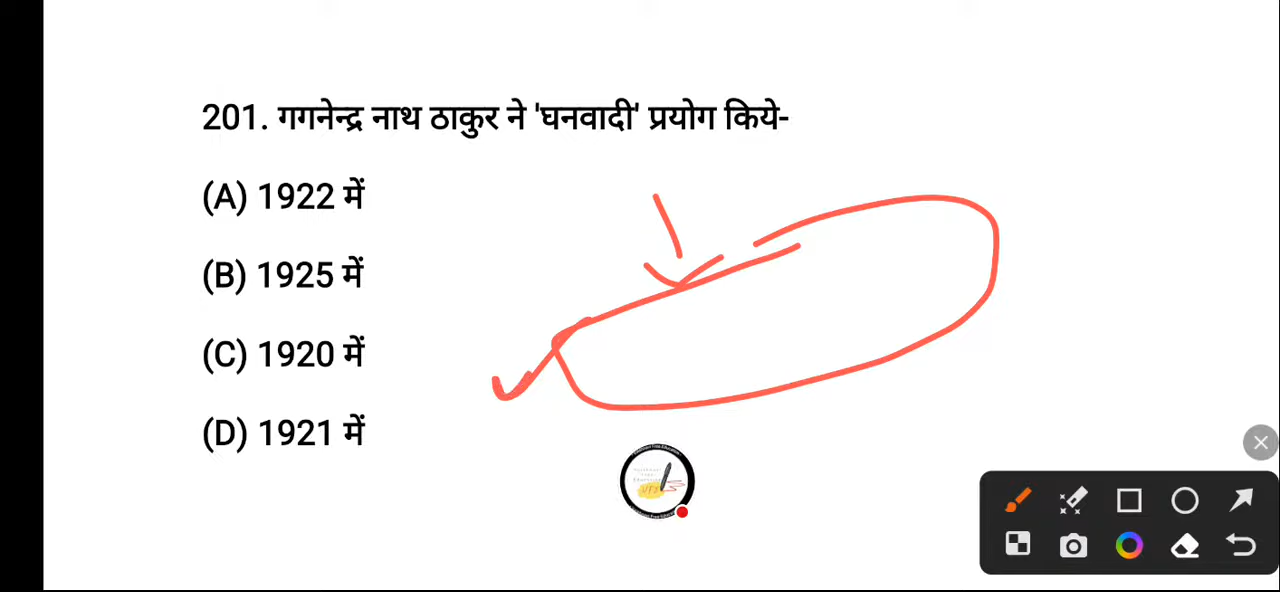 201. गगनेन्द्र नाथ ठाकुर ने 'घनवादी' प्रयोग किये-
(A) 1922 में
(B) 1925 में
(C) 1920 में
(D) 1921 में